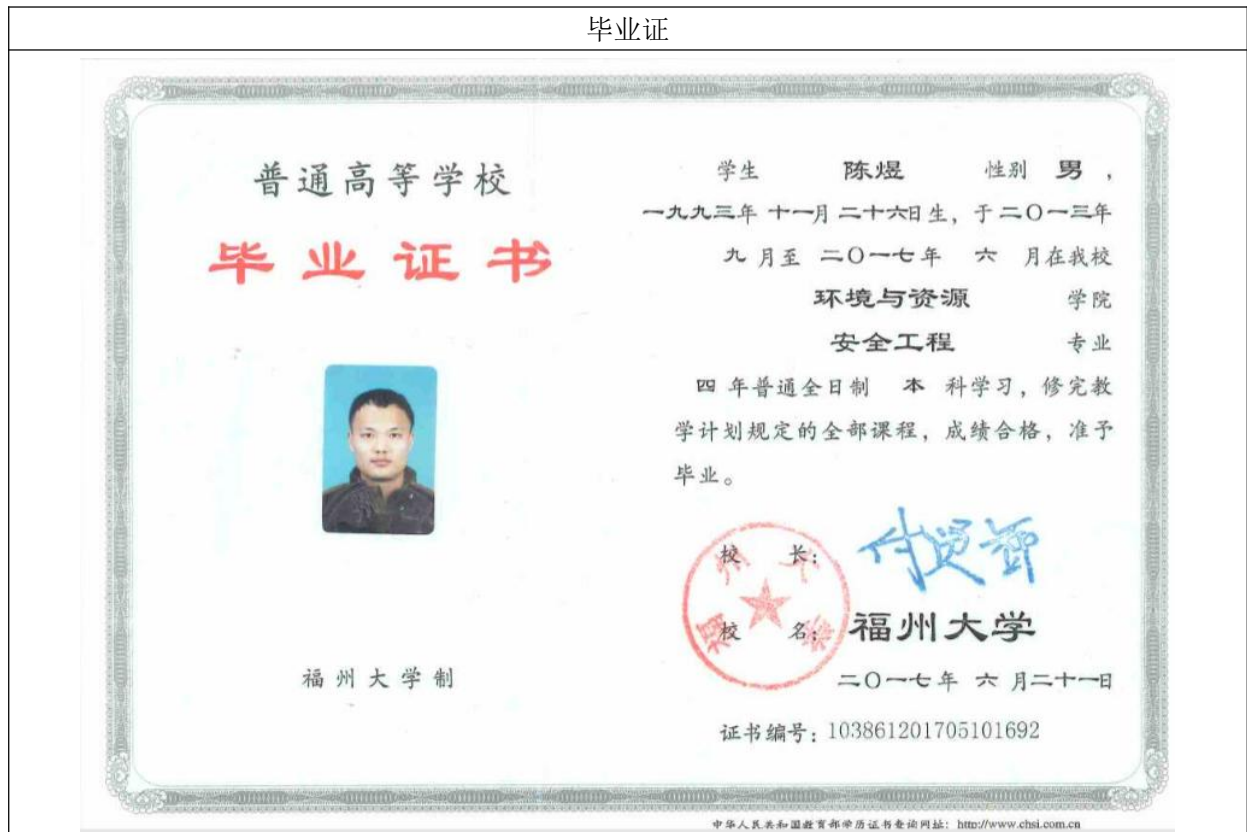 毕业证
普通高等学校
毕业证书
福州大学制
学生 陈煜 性别 男，
一九九三年 十一月 二十六日生，于二〇一三年
九 月至 二〇一七年 六 月在我校
环境与资源 学院
安全工程 专业
四 年普通全日制 本 科学习，修完教
学计划规定的全部课程，成绩合格，准予
毕业。
校 长：
福州大学
校 名：福州大学
二〇一七年 六 月二十一日
证书编号：103861201705101692
中华人民共和国教育部学历证书查询网址：http://www.chsi.com.cn